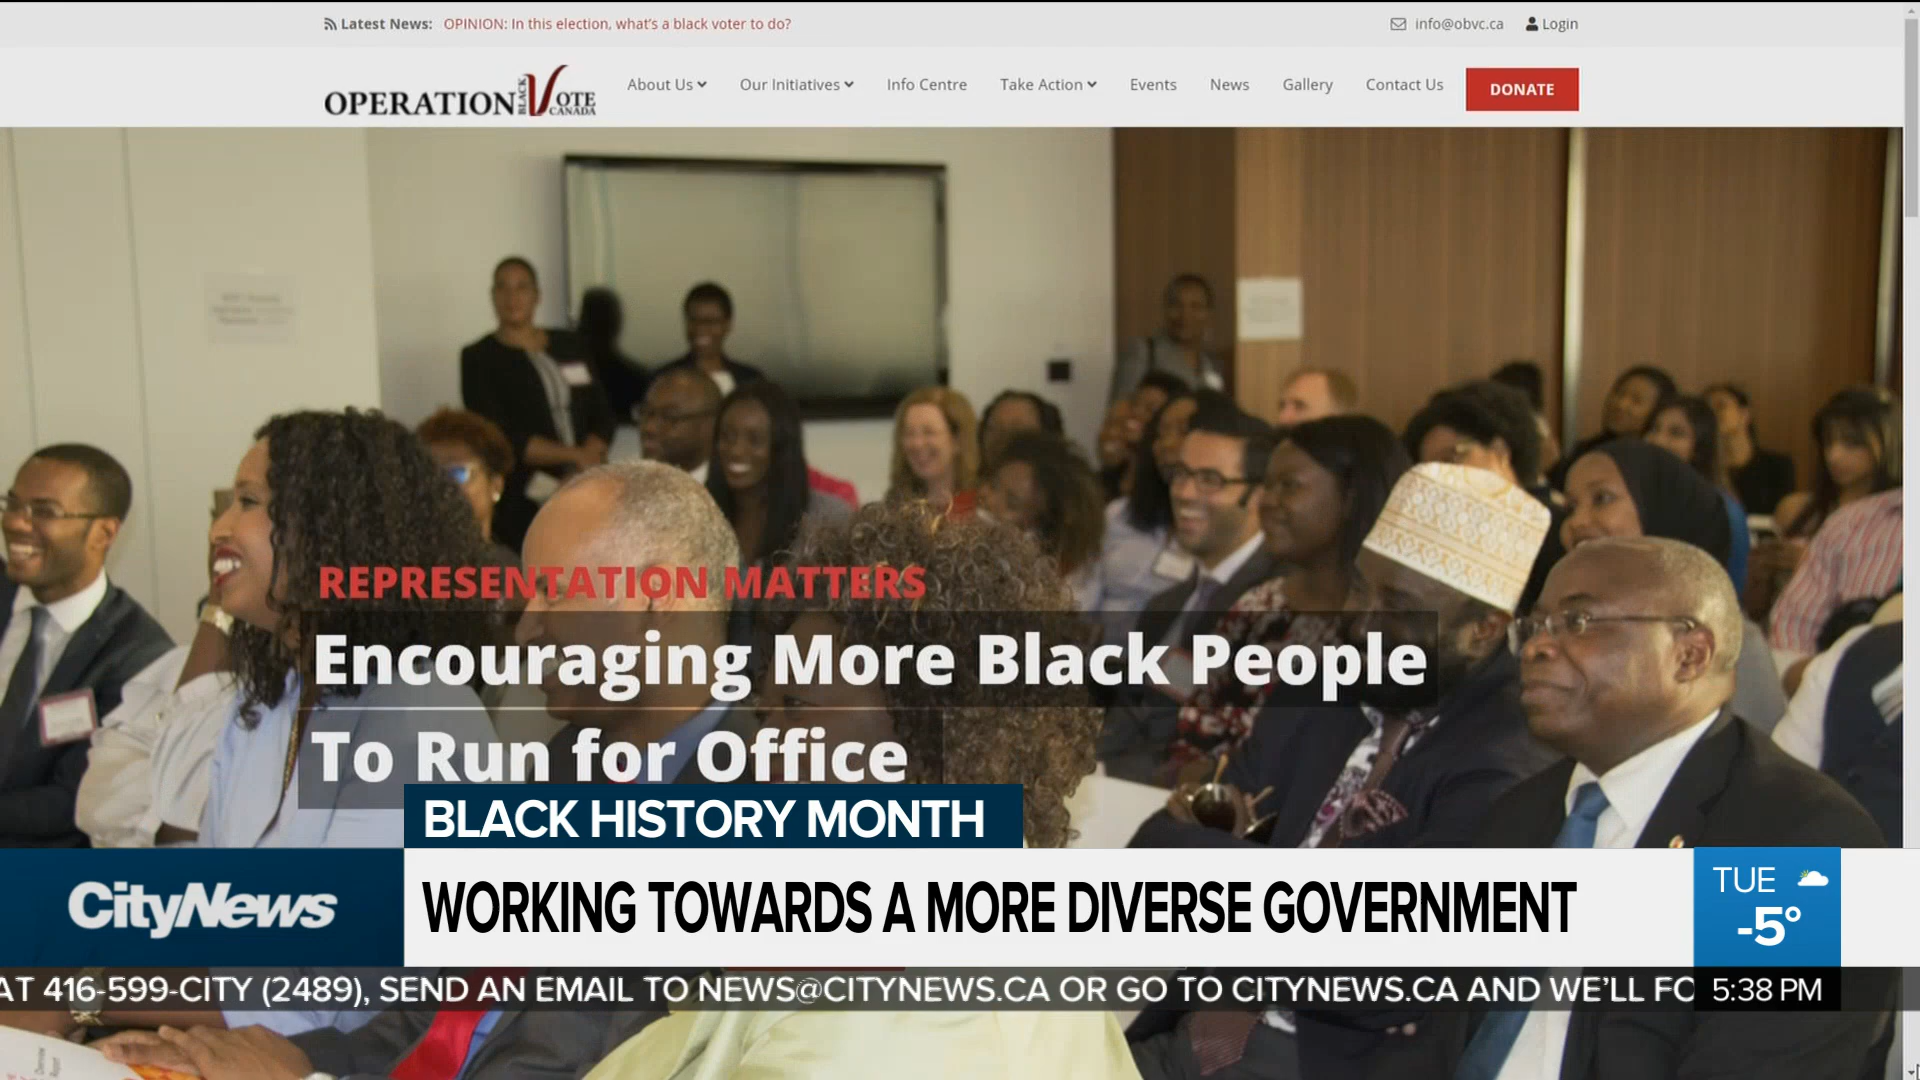 Latest News: OPINION: In this election, what's a black voter to do?
info@obvc.ca Login
OPERATION BLACK VOTE CANADA
About Us Our Initiatives Info Centre Take Action Events News Gallery Contact Us DONATE
REPRESENTATION MATTERS
Encouraging More Black People
To Run for Office
BLACK HISTORY MONTH
CityNews
WORKING TOWARDS A MORE DIVERSE GOVERNMENT
TUE
-5°
AT 416-599-CITY (2489), SEND AN EMAIL TO NEWS@CITYNEWS.CA OR GO TO CITYNEWS.CA AND WE'LL FO
5:38 PM